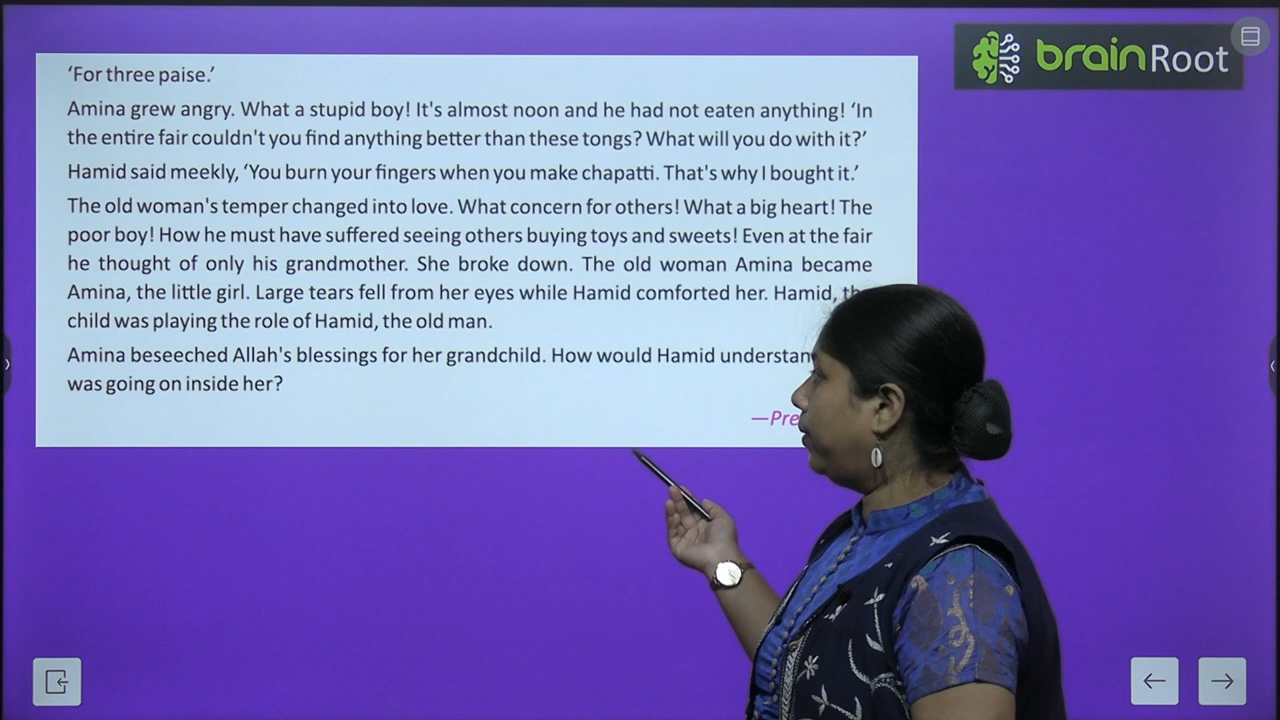 brainRoot
‘For three paise.’
Amina grew angry. What a stupid boy! It's almost noon and he had not eaten anything! ‘In
the entire fair couldn't you find anything better than these tongs? What will you do with it?’
Hamid said meekly, ‘You burn your fingers when you make chapatti. That's why I bought it.’
The old woman's temper changed into love. What concern for others! What a big heart! The
poor boy! How he must have suffered seeing others buying toys and sweets! Even at the fair
he thought of only his grandmother. She broke down. The old woman Amina became
Amina, the little girl. Large tears fell from her eyes while Hamid comforted her. Hamid,
child was playing the role of Hamid, the old man.
Amina beseeched Allah's blessings for her grandchild. How would Hamid
was going on inside her?